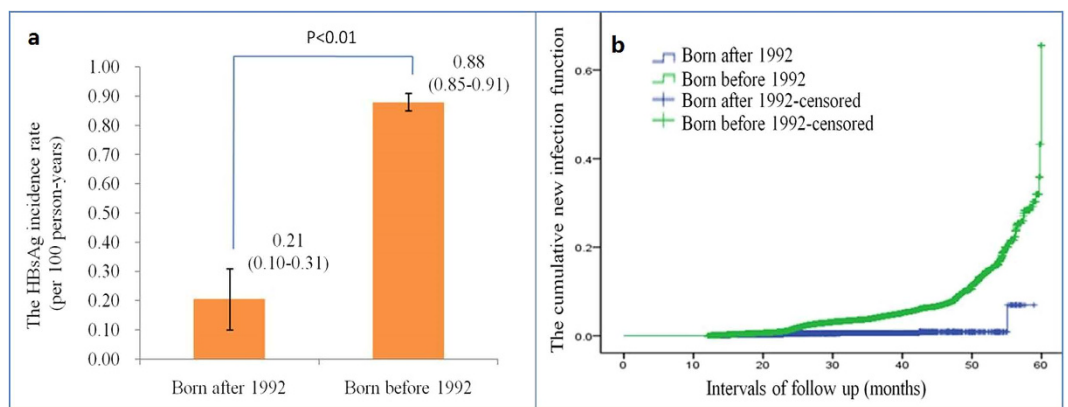 a
P<0.01
The HBsAg incidence rate
(per 100 person-years)
1.00
0.90
0.80
0.70
0.60
0.50
0.40
0.30
0.20
0.10
0.00
0.88
(0.85-0.91)
0.21
(0.10-0.31)
Born after 1992
Born before 1992
b
The cumulative new infection function
Born after 1992
Born before 1992
Born after 1992-censored
Born before 1992-censored
0.6
0.4
0.2
0.0
0
10
20
30
40
50
60
Intervals of follow up (months)